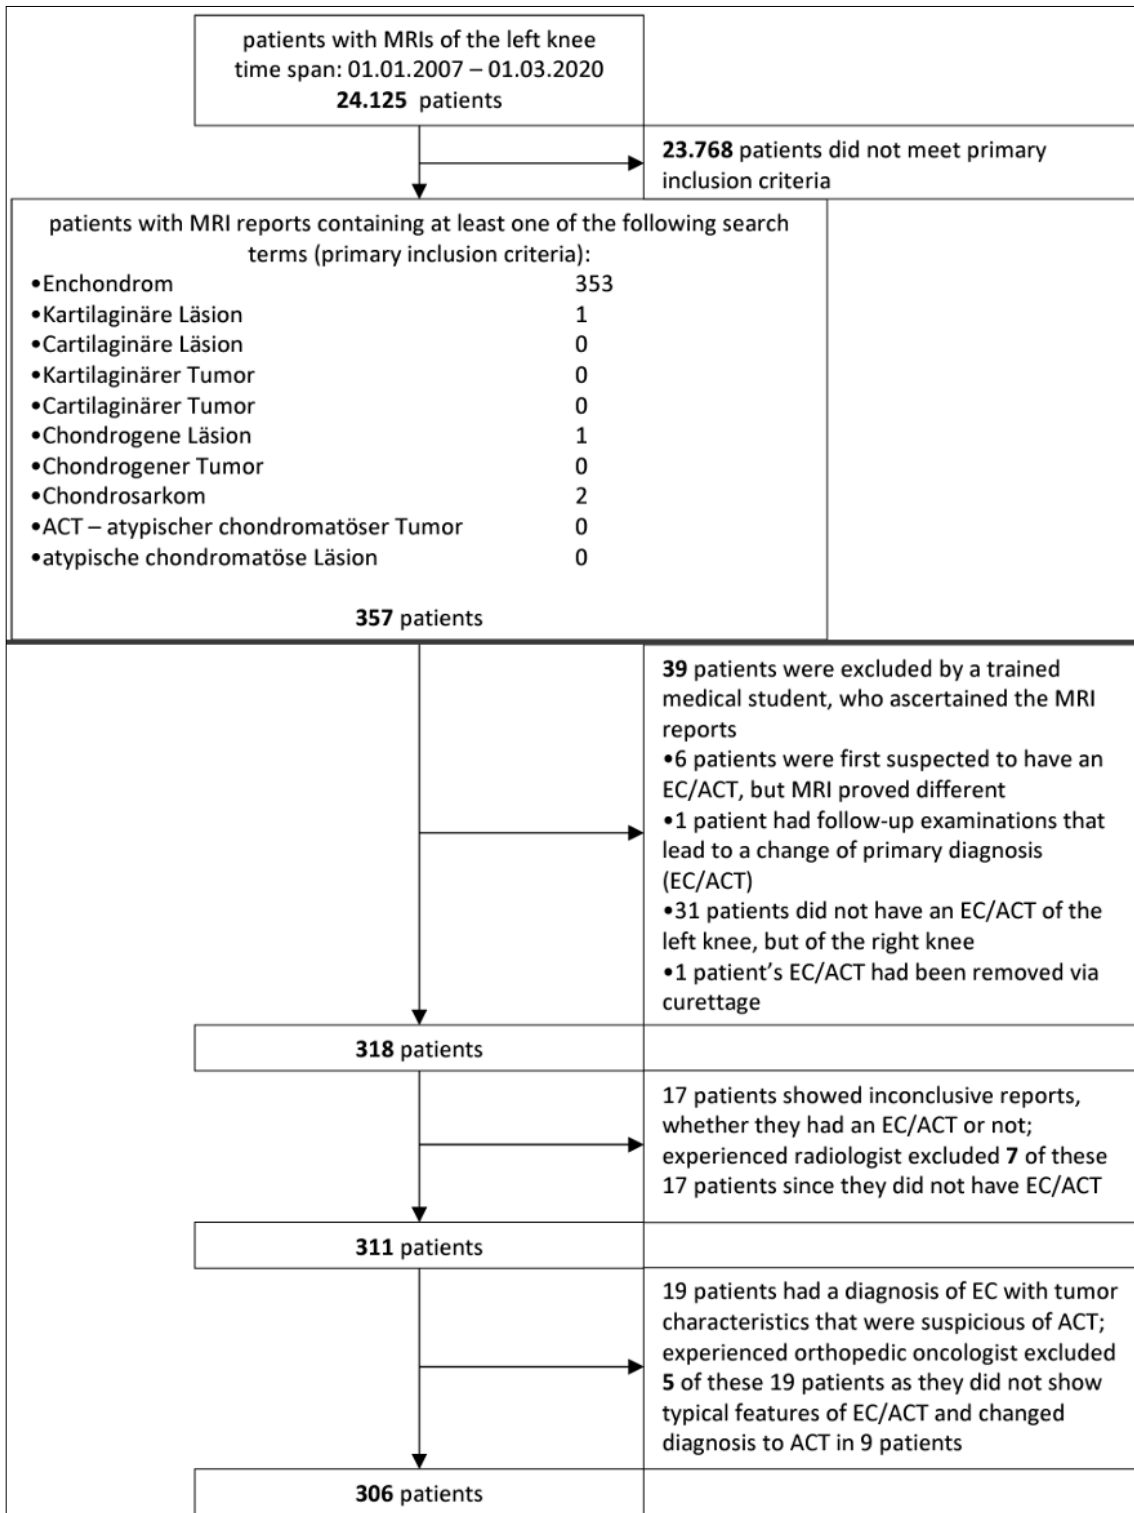 patients with MRIs of the left knee
time span: 01.01.2007 – 01.03.2020
24.125 patients
23.768 patients did not meet primary
inclusion criteria
patients with MRI reports containing at least one of the following search
terms (primary inclusion criteria):
•Enchondrom 353
•Kartilaginäre Läsion 1
•Cartilaginäre Läsion 0
•Kartilaginärer Tumor 0
•Cartilaginärer Tumor 0
•Chondrogene Läsion 1
•Chondrogener Tumor 0
•Chondrosarkom 2
•ACT – atypischer chondromatöser Tumor 0
•atypische chondromatöse Läsion 0
357 patients
39 patients were excluded by a trained
medical student, who ascertained the MRI
reports
•6 patients were first suspected to have an
EC/ACT, but MRI proved different
•1 patient had follow-up examinations that
lead to a change of primary diagnosis
(EC/ACT)
•31 patients did not have an EC/ACT of the
left knee, but of the right knee
•1 patient’s EC/ACT had been removed via
curettage
318 patients
17 patients showed inconclusive reports,
whether they had an EC/ACT or not;
experienced radiologist excluded 7 of these
17 patients since they did not have EC/ACT
311 patients
19 patients had a diagnosis of EC with tumor
characteristics that were suspicious of ACT;
experienced orthopedic oncologist excluded
5 of these 19 patients as they did not show
typical features of EC/ACT and changed
diagnosis to ACT in 9 patients
306 patients